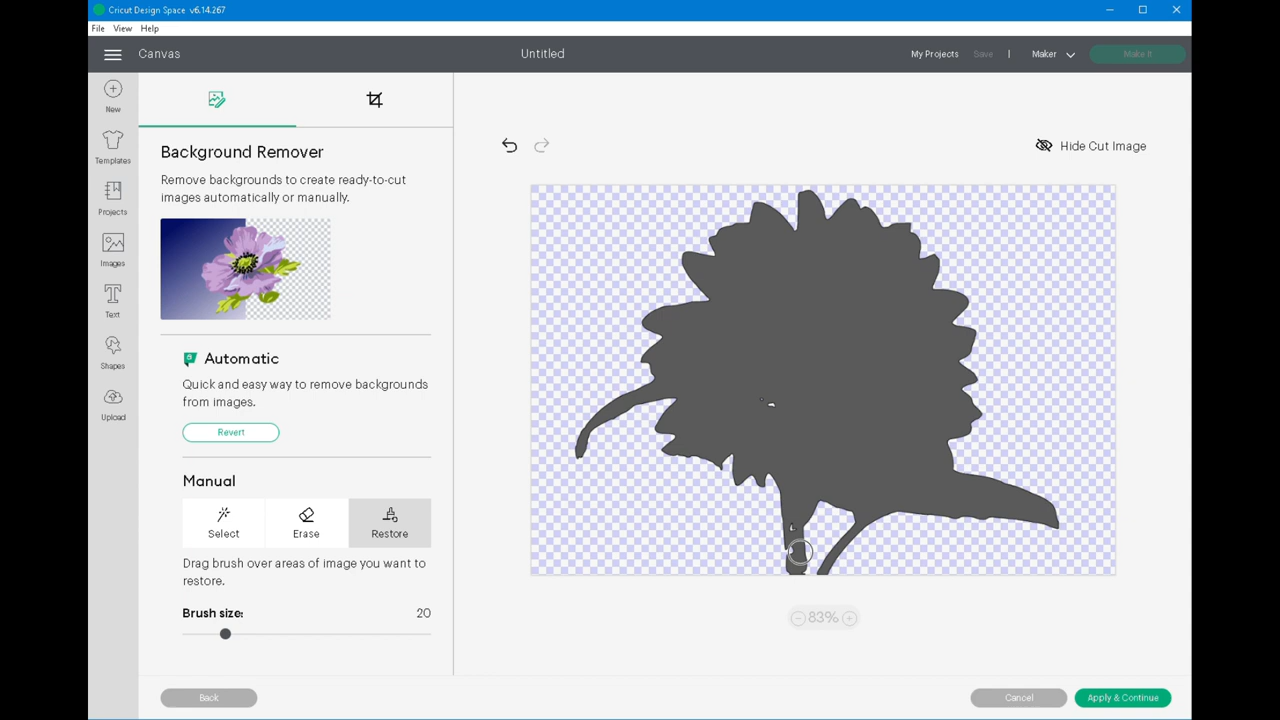 Cricut Design Space v6.14.267
File View Help
Canvas
Untitled
My Projects Save | Maker Make It
New
Templates
Projects
Images
Text
Shapes
Upload
Background Remover
Remove backgrounds to create ready-to-cut
images automatically or manually.
Automatic
Quick and easy way to remove backgrounds
from images.
Revert
Manual
Select Erase Restore
Drag brush over areas of image you want to
restore.
Brush size: 20
Hide Cut Image
83%
Back
Cancel
Apply & Continue